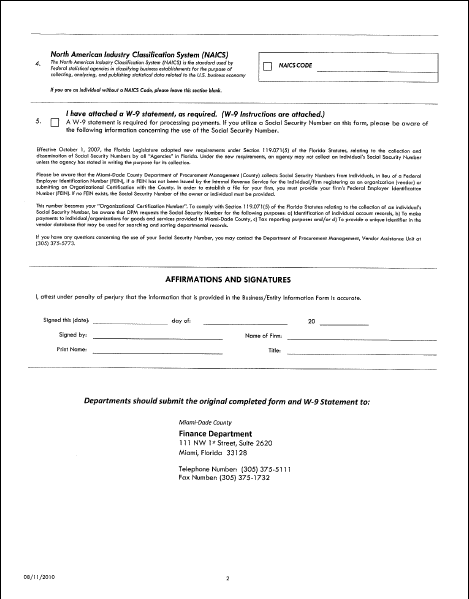 4.
North American Industry Classification System (NAICS)
The North American Industry Classification System (NAICS) is the standard used by
Federal statistical agencies in classifying business establishments for the purpose of
collecting, analyzing, and publishing statistical data related to the U.S. business economy
If you are an individual without a NAICS Code, please leave this section blank.
NAICS CODE
5.
I have attached a W-9 statement, as required. (W-9 Instructions are attached.)
A W-9 statement is required for processing payments. If you utilize a Social Security Number on this form, please be aware of
the following information concerning the use of the Social Security Number.
Effective October 1, 2007, the Florida Legislature adopted new requirements under Section 119.071(5) of the Florida Statutes, relating to the collection and
dissemination of Social Security Numbers by all "Agencies" in Florida. Under the new requirements, an agency may not collect an individual's Social Security Number
unless the agency has stated in writing the purpose for its collection.
Please be aware that the Miami-Dade County Department of Procurement Management (County) collects Social Security Numbers from individuals, in lieu of a Federal
Employer Identification Number (FEIN), if a FEIN has not been issued by the Internal Revenue Service for the individual/firm registering as an organization (vendor) or
submitting an Organizational Certification with the County. In order to establish a file for your firm, you must provide your firm's Federal Employer Identification
Number (FEIN). If no FEIN exists, the Social Security Number of the owner or individual must be provided.
This number becomes your "Organizational Certification Number". To comply with Section 119.071(5) of the Florida Statutes relating to the collection of an individual's
Social Security Number, be aware that DPM requests the Social Security Number for the following purposes: a) Identification of individual account records, b) To make
payments to individual/organizations for goods and services provided to Miami-Dade County, c) Tax reporting purposes and/or d) To provide a unique identifier in the
vendor database that may be used for searching and sorting departmental records.
If you have any questions concerning the use of your Social Security Number, you may contact the Department of Procurement Management, Vendor Assistance Unit at
(305) 375-5773.
AFFIRMATIONS AND SIGNATURES
I, attest under penalty of perjury that the information that is provided in the Business/Entity Information Form is accurate.
Signed this (date). day of: 20
Signed by: Name of Firm:
Print Name: Title:
Departments should submit the original completed form and W-9 Statement to:
Miami-Dade County
Finance Department
111 NW 1st Street, Suite 2620
Miami, Florida 33128
Telephone Number: (305) 375-5111
Fax Number: (305) 375-1732
08/11/2010
2